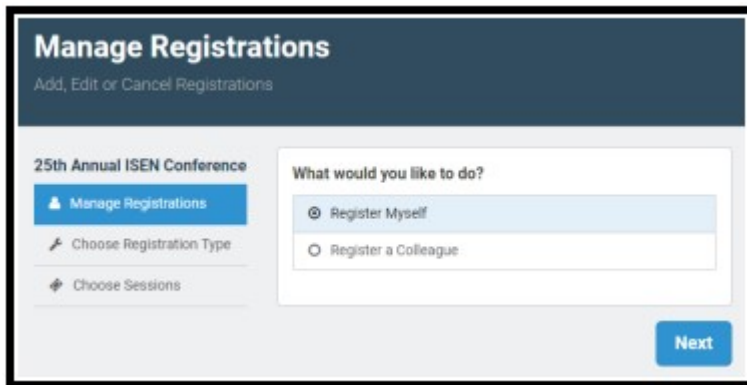 Manage Registrations
Add, Edit or Cancel Registrations
25th Annual ISEN Conference
Manage Registrations
Choose Registration Type
Choose Sessions
What would you like to do?
Register Myself
Register a Colleague
Next